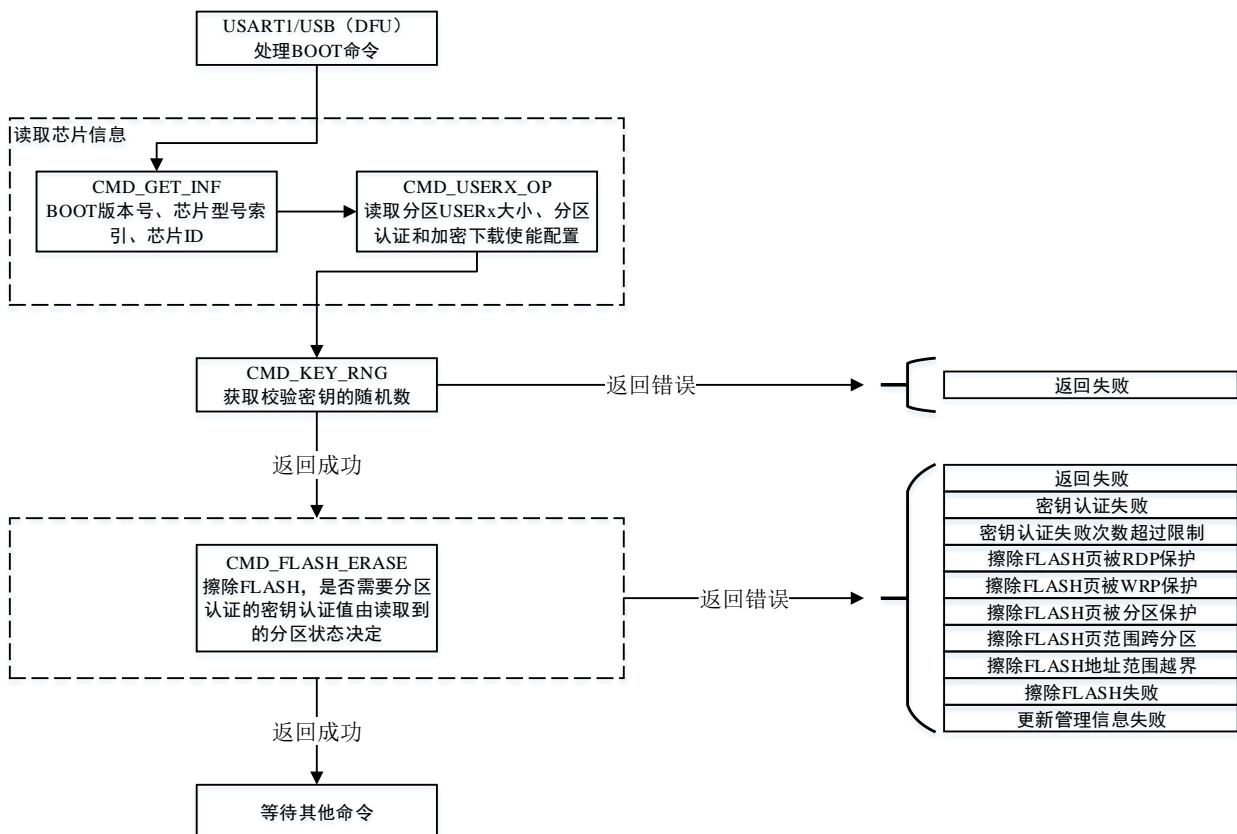 USART1/USB（DFU）
处理BOOT命令
读取芯片信息
CMD_GET_INF
BOOT版本号、芯片型号索
引、芯片ID
CMD_USERX_OP
读取分区USERx大小、分区
认证和加密下载使能配置
CMD_KEY_RNG
获取校验密钥的随机数
返回错误
返回失败
返回成功
CMD_FLASH_ERASE
擦除FLASH，是否需要分区
认证的密钥认证值由读取到
的分区状态决定
返回错误
返回失败
密钥认证失败
密钥认证失败次数超过限制
擦除FLASH页被RDP保护
擦除FLASH页被WRP保护
擦除FLASH页被分区保护
擦除FLASH页范围跨分区
擦除FLASH地址范围越界
擦除FLASH失败
更新管理信息失败
返回成功
等待其他命令